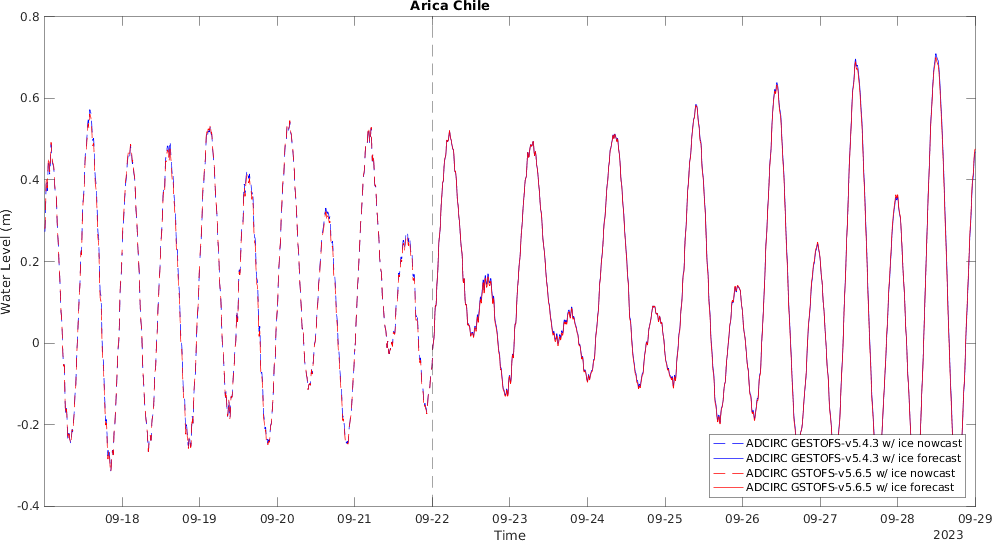 Arica Chile
Water Level (m)
0.8
0.6
0.4
0.2
0
-0.2
-0.4
ADCIRC GESTOFS-v5.4.3 w/ ice nowcast
ADCIRC GESTOFS-v5.4.3 w/ ice forecast
ADCIRC GSTOFS-v5.6.5 w/ ice nowcast
ADCIRC GSTOFS-v5.6.5 w/ ice forecast
09-18 09-19 09-20 09-21 09-22 09-23 09-24 09-25 09-26 09-27 09-28 09-29
Time
2023